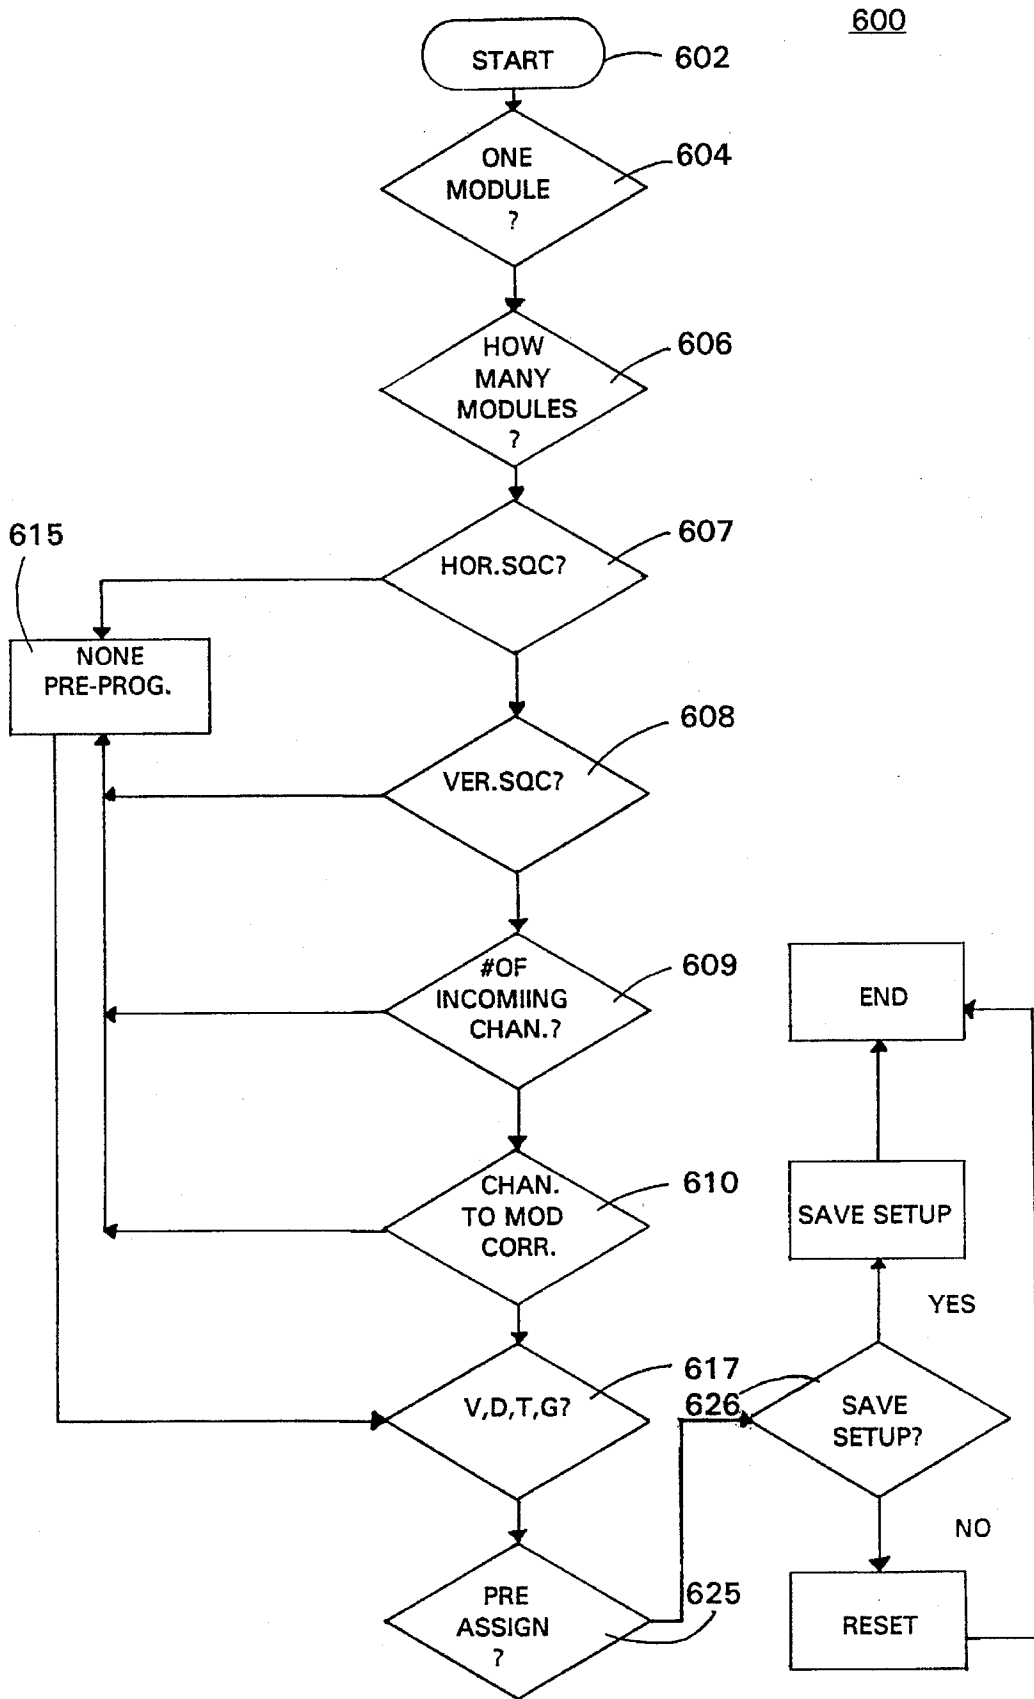 600
START
602
ONE
MODULE
?
604
HOW
MANY
MODULES
?
606
HOR.SQC?
607
615
NONE
PRE-PROG.
VER.SQC?
608
#OF
INCOMIING
CHAN.?
609
END
CHAN.
TO MOD
CORR.
610
SAVE SETUP
YES
V,D,T,G?
617
626
SAVE
SETUP?
NO
PRE
ASSIGN
?
625
RESET